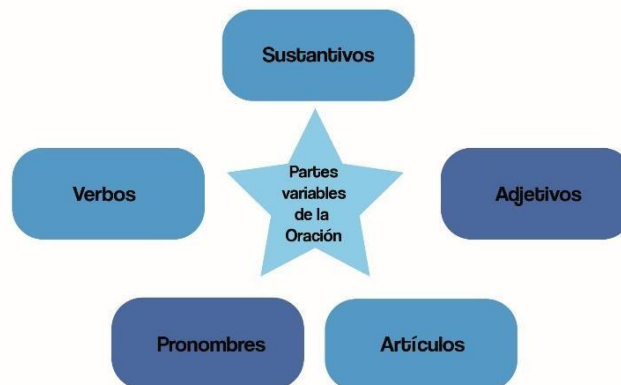 Sustantivos
Partes
variables
de la
Oración
Verbos
Adjetivos
Pronombres
Artículos